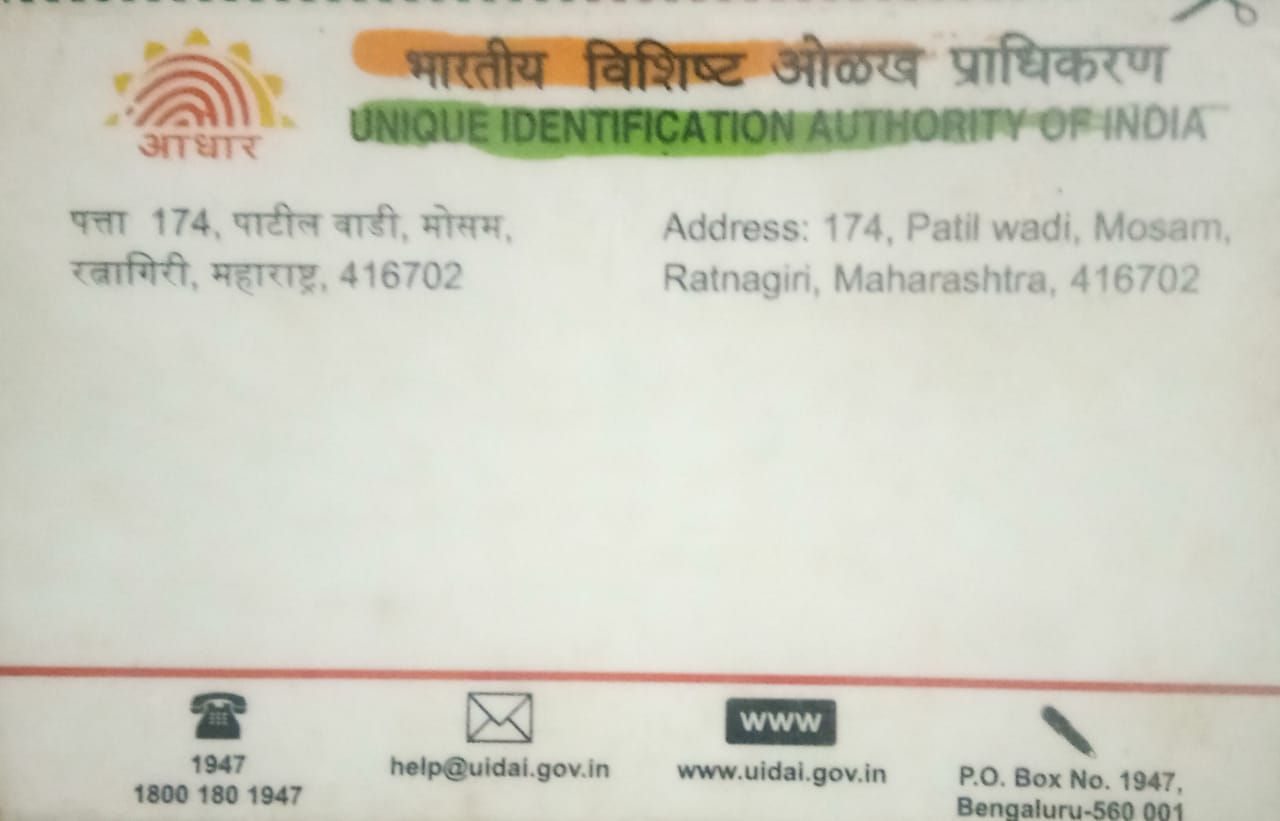 आधार
भारतीय विशिष्ट ओळख प्राधिकरण
UNIQUE IDENTIFICATION AUTHORITY OF INDIA
पत्ता 174, पाटील वाडी, मोसम,
रत्नागिरी, महाराष्ट्र, 416702
Address: 174, Patil wadi, Mosam,
Ratnagiri, Maharashtra, 416702
1947
1800 180 1947
help@uidai.gov.in
www
www.uidai.gov.in
P.O. Box No. 1947,
Bengaluru-560 001